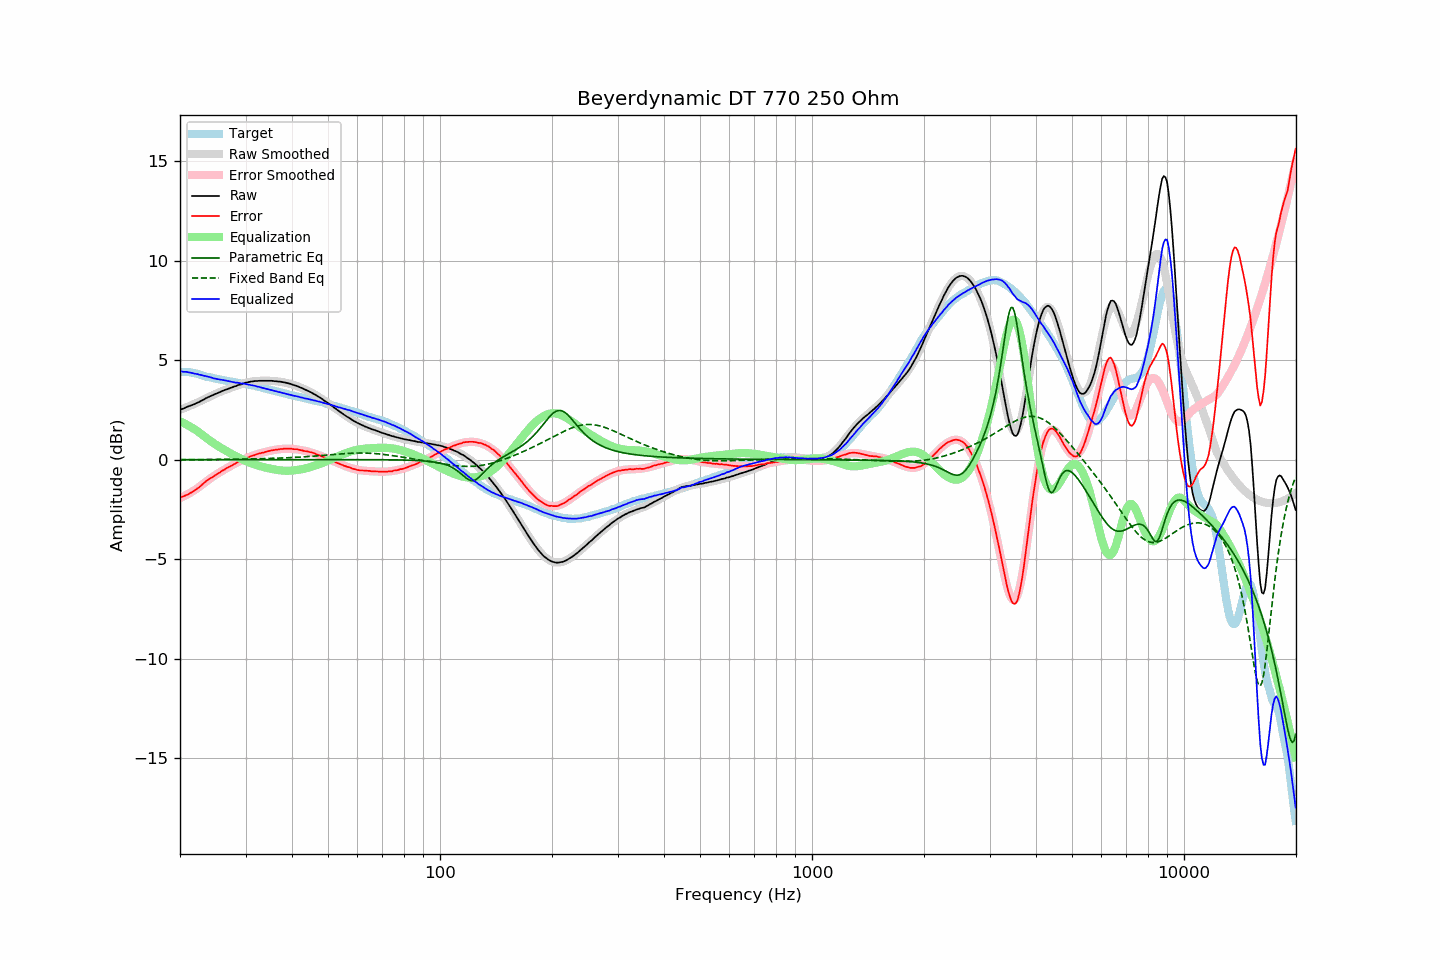 Beyerdynamic DT 770 250 Ohm
Target
Raw Smoothed
Error Smoothed
Raw
Error
Equalization
Parametric Eq
Fixed Band Eq
Equalized
15
10
5
0
−5
−10
−15
Amplitude (dBr)
100
1000
10000
Frequency (Hz)